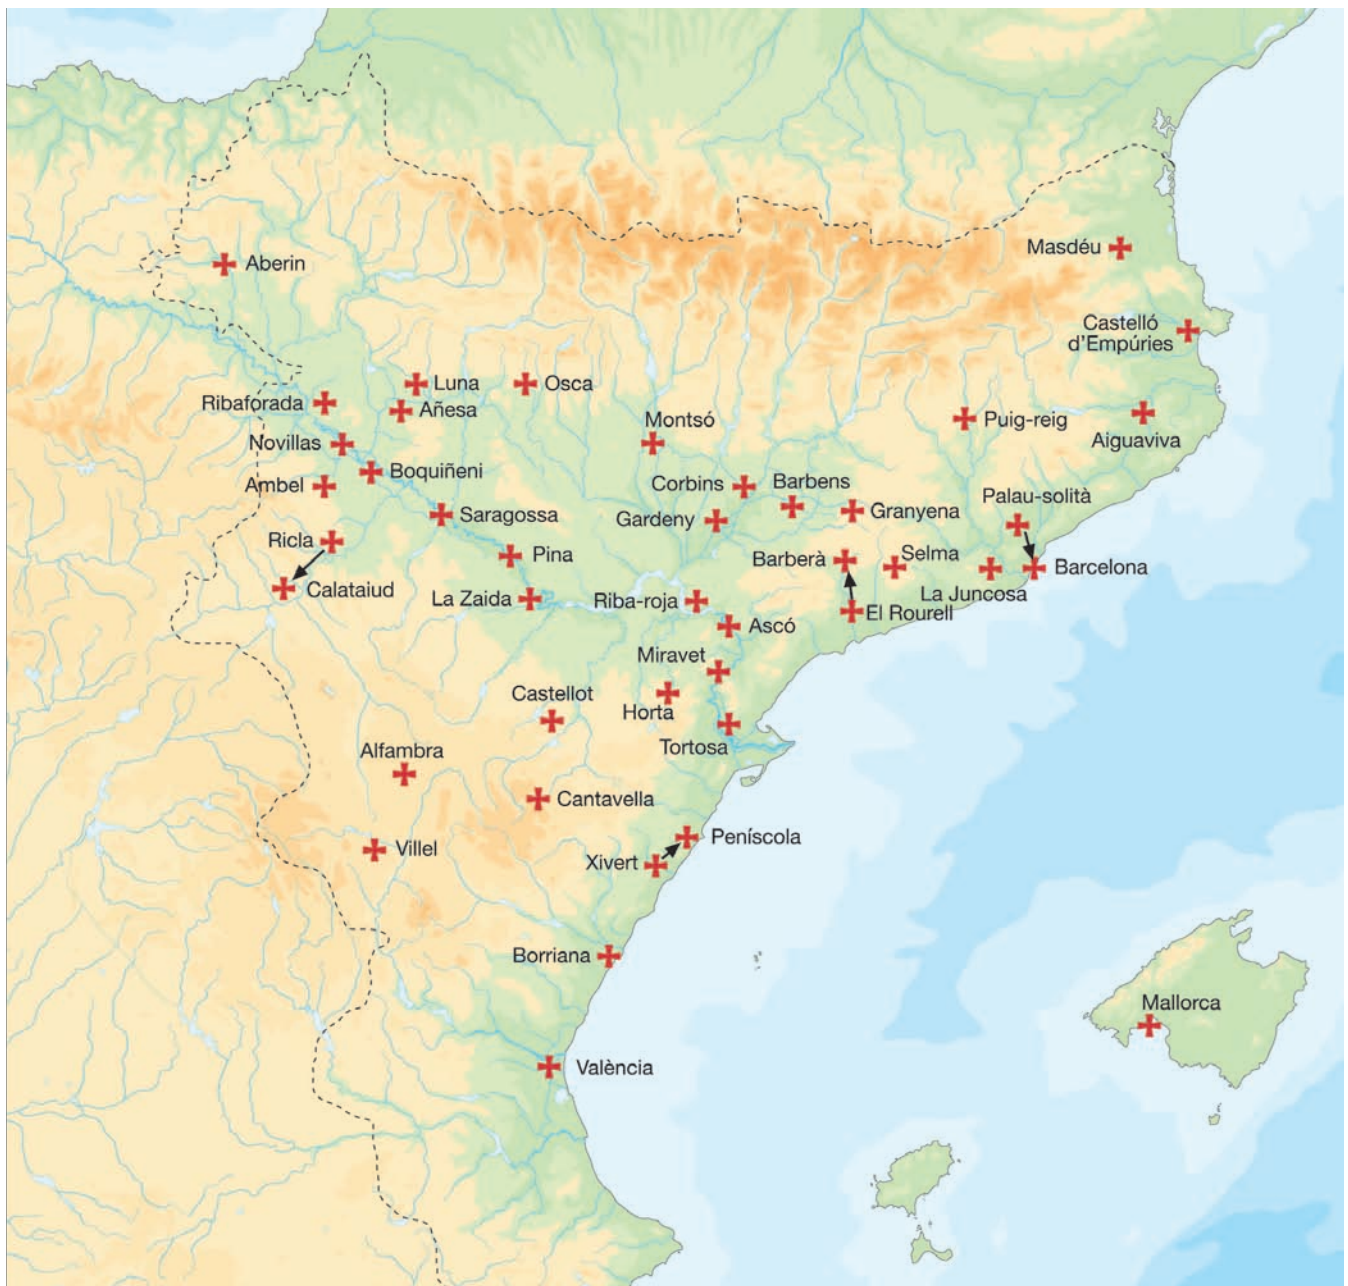 Masdéu
Aberin
Castelló
d'Empúries
Luna
Osca
Ribaforada
Añesa
Puig-reig
Montsó
Aiguaviva
Novillas
Boquiñeni
Ambel
Corbins
Barbens
Palau-solità
Saragossa
Gardeny
Granyena
Ricla
Pina
Barberà
Selma
Barcelona
Calataiud
La Juncosa
La Zaida
Riba-roja
El Rourell
Ascó
Miravet
Castellot
Horta
Tortosa
Alfambra
Cantavella
Peníscola
Villel
Xivert
Borriana
Mallorca
València